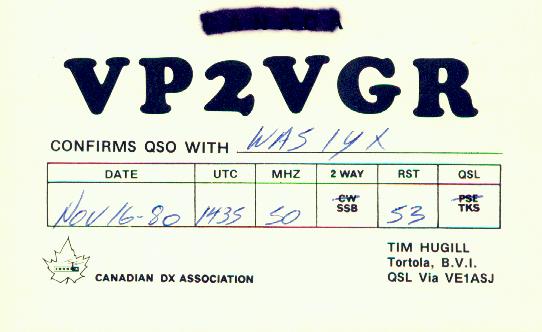 CANADA
VP2VGR
CONFIRMS QSO WITH WA5IYX
DATE UTC MHZ 2 WAY RST QSL
NOV 16-80 1435 50 CW SSB 53 PSE TKS
TIM HUGILL
Tortola, B.V.I.
CANADIAN DX ASSOCIATION QSL Via VE1ASJ